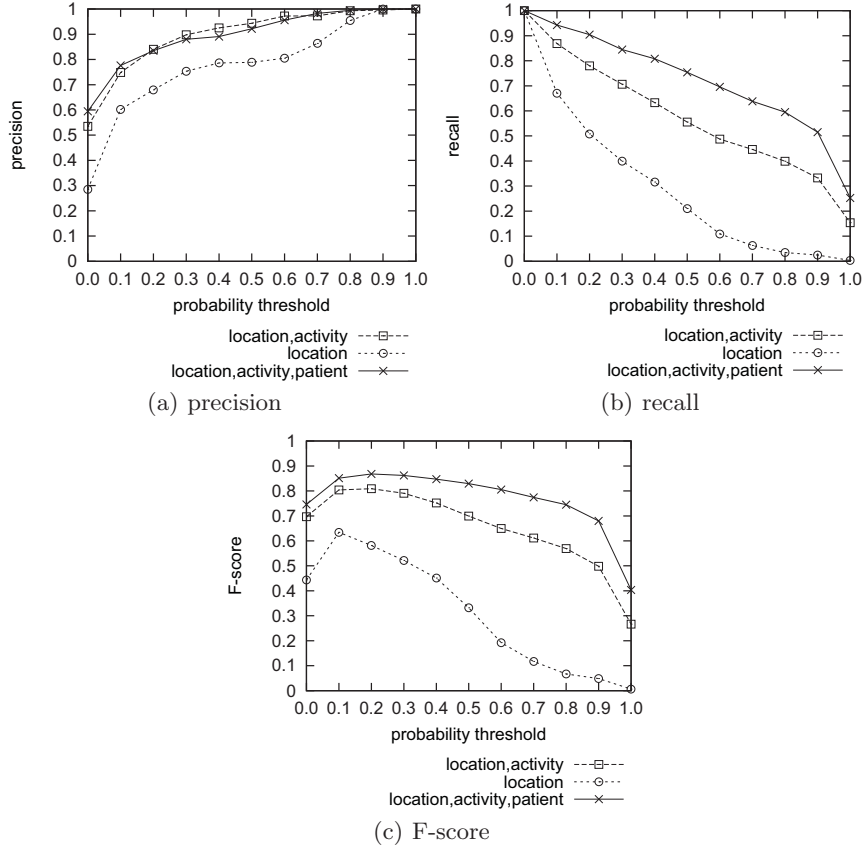 1
0.9
0.8
0.7
0.6
0.5
0.4
0.3
0.2
0.1
0
precision
0.0 0.1 0.2 0.3 0.4 0.5 0.6 0.7 0.8 0.9 1.0
probability threshold
location,activity
location
location,activity,patient
(a) precision
1
0.9
0.8
0.7
0.6
0.5
0.4
0.3
0.2
0.1
0
recall
0.0 0.1 0.2 0.3 0.4 0.5 0.6 0.7 0.8 0.9 1.0
probability threshold
location,activity
location
location,activity,patient
(b) recall
1
0.9
0.8
0.7
0.6
0.5
0.4
0.3
0.2
0.1
0
F-score
0.0 0.1 0.2 0.3 0.4 0.5 0.6 0.7 0.8 0.9 1.0
probability threshold
location,activity
location
location,activity,patient
(c) F-score